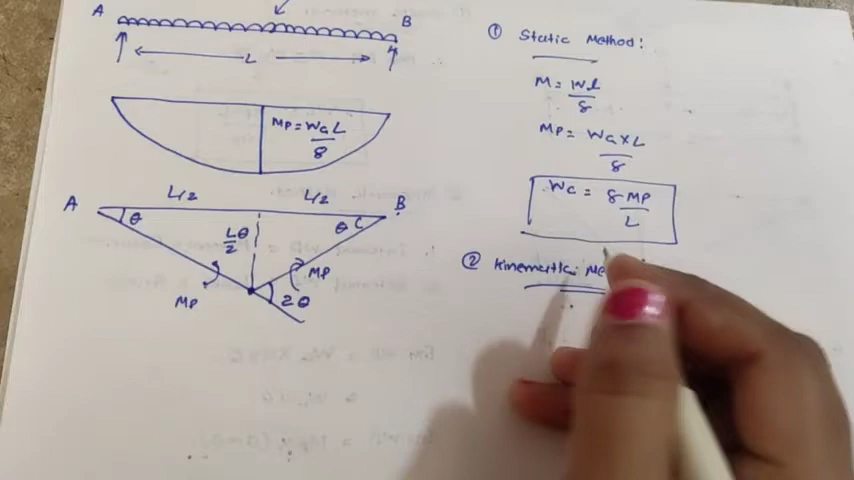 A
B
L
MP = WcL
8
A
L/2
L/2
B
θ
θ
Lθ
2
MP
MP
2θ
① Static Method:
M = WL
8
MP = Wc x L
8
Wc = 8 MP
L
② Kinematic